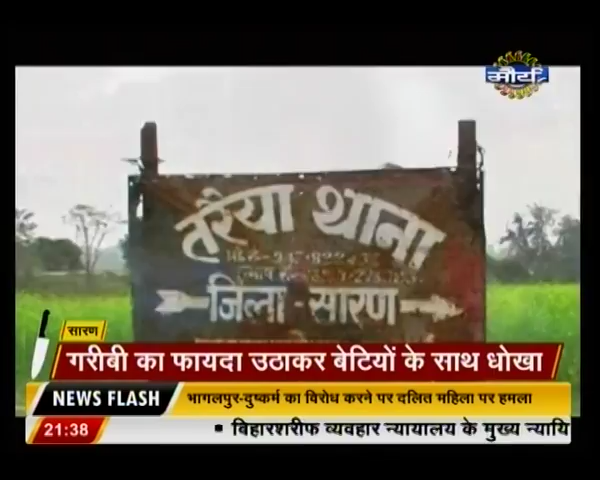 मौर्य
तरैया थाना
जिला - सारण
सारण
गरीबी का फायदा उठाकर बेटियों के साथ धोखा
NEWS FLASH
भागलपुर-दुष्कर्म का विरोध करने पर दलित महिला पर हमला
21:38
▪ बिहारशरीफ व्यवहार न्यायालय के मुख्य न्यायि